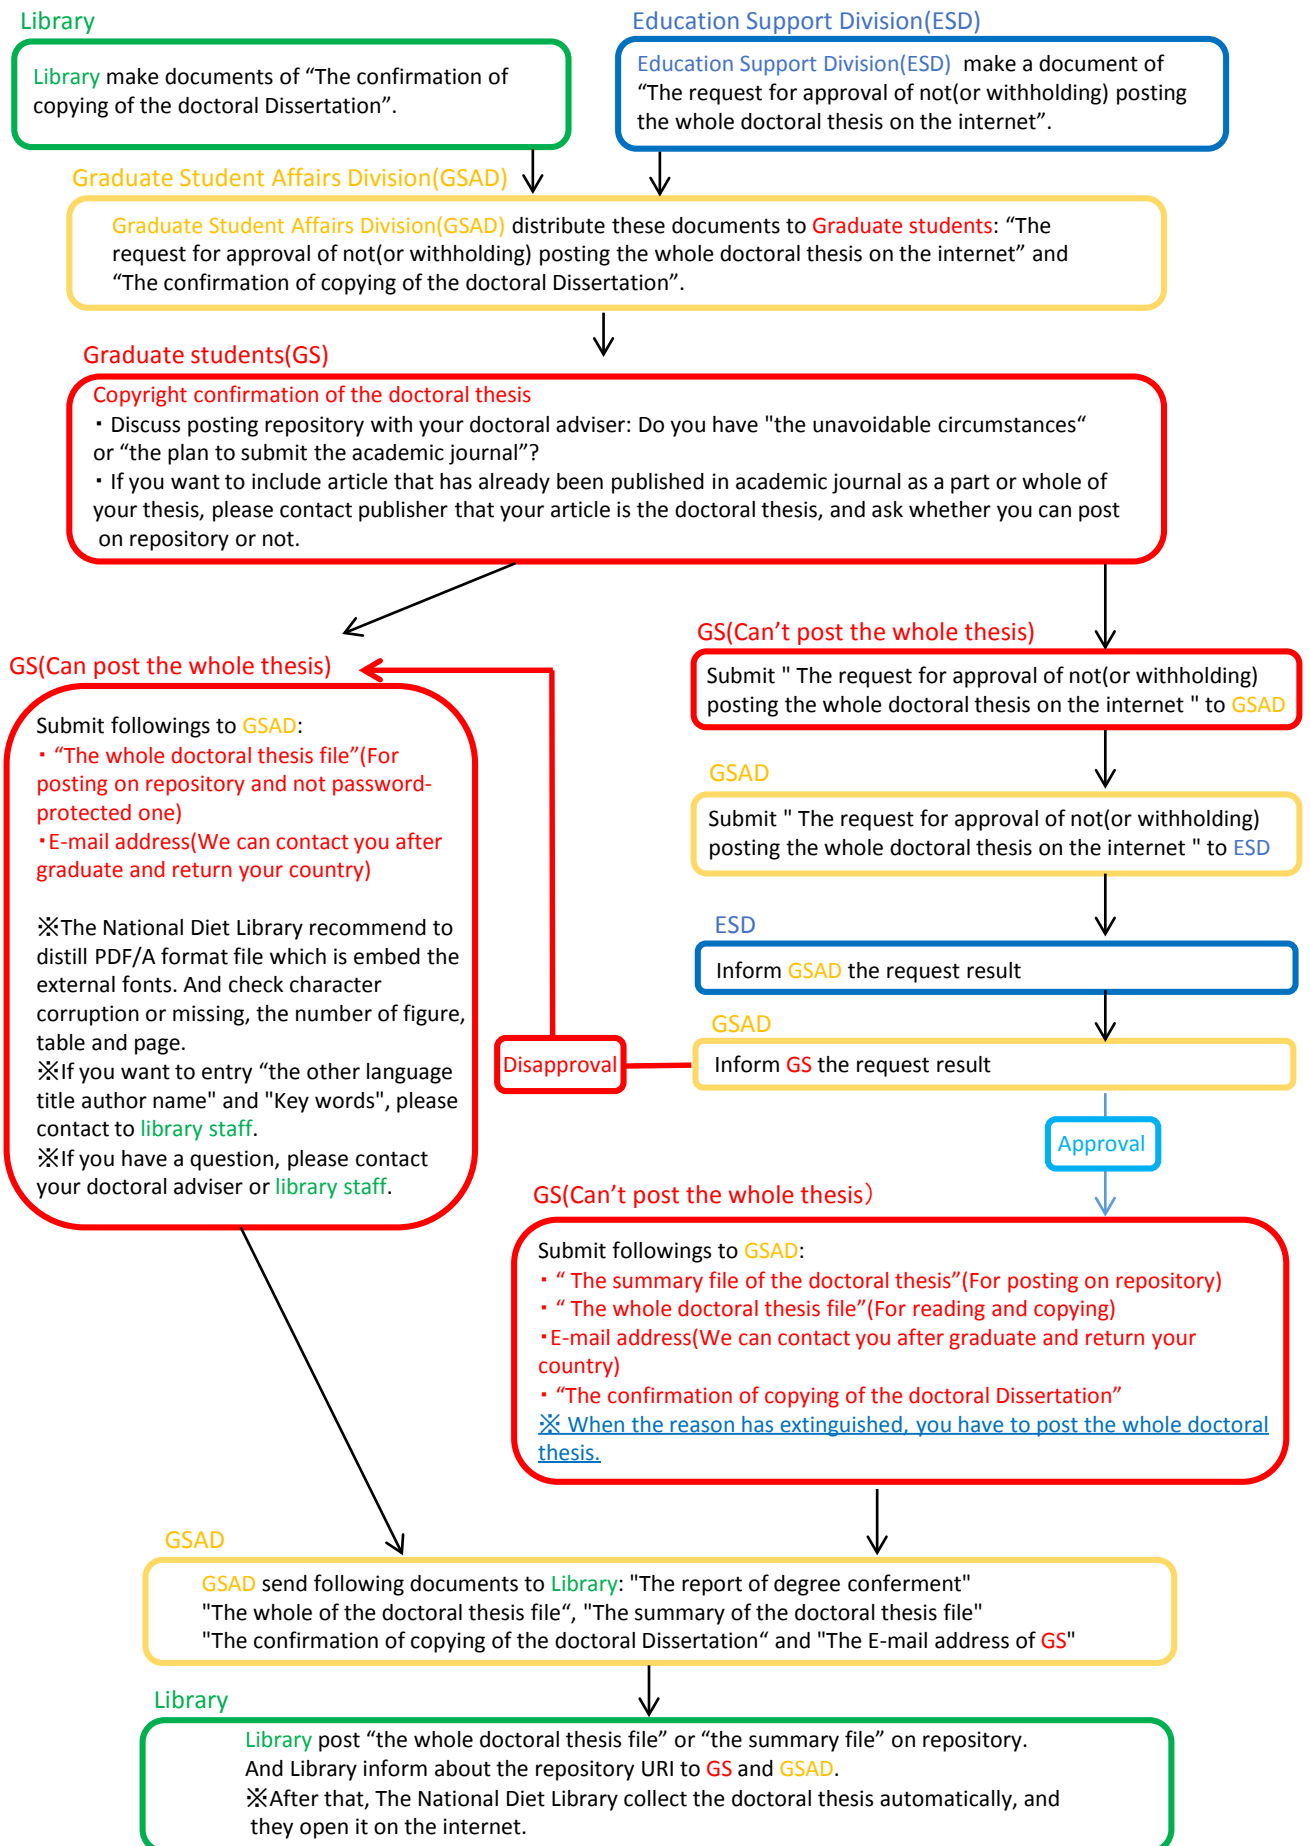 Library
Library make documents of “The confirmation of
copying of the doctoral Dissertation”.
Education Support Division(ESD)
Education Support Division(ESD) make a document of
“The request for approval of not(or withholding) posting
the whole doctoral thesis on the internet”.
Graduate Student Affairs Division(GSAD)
Graduate Student Affairs Division(GSAD) distribute these documents to Graduate students: “The
request for approval of not(or withholding) posting the whole doctoral thesis on the internet” and
“The confirmation of copying of the doctoral Dissertation”.
Graduate students(GS)
Copyright confirmation of the doctoral thesis
・Discuss posting repository with your doctoral adviser: Do you have "the unavoidable circumstances“
or “the plan to submit the academic journal”?
・If you want to include article that has already been published in academic journal as a part or whole of
your thesis, please contact publisher that your article is the doctoral thesis, and ask whether you can post
on repository or not.
GS(Can post the whole thesis)
Submit followings to GSAD:
・“The whole doctoral thesis file”(For
posting on repository and not password-
protected one)
・E-mail address(We can contact you after
graduate and return your country)
※The National Diet Library recommend to
distill PDF/A format file which is embed the
external fonts. And check character
corruption or missing, the number of figure,
table and page.
※If you want to entry “the other language
title author name" and "Key words", please
contact to library staff.
※If you have a question, please contact
your doctoral adviser or library staff.
GS(Can’t post the whole thesis)
Submit " The request for approval of not(or withholding)
posting the whole doctoral thesis on the internet " to GSAD
GSAD
Submit " The request for approval of not(or withholding)
posting the whole doctoral thesis on the internet " to ESD
ESD
Inform GSAD the request result
GSAD
Inform GS the request result
Disapproval
Approval
GS(Can’t post the whole thesis）
Submit followings to GSAD:
・“ The summary file of the doctoral thesis”(For posting on repository)
・“ The whole doctoral thesis file”(For reading and copying)
・E-mail address(We can contact you after graduate and return your
country)
・“The confirmation of copying of the doctoral Dissertation”
※ When the reason has extinguished, you have to post the whole doctoral
thesis.
GSAD
GSAD send following documents to Library: "The report of degree conferment"
"The whole of the doctoral thesis file“, "The summary of the doctoral thesis file"
"The confirmation of copying of the doctoral Dissertation“ and "The E-mail address of GS"
Library
Library post “the whole doctoral thesis file” or “the summary file” on repository.
And Library inform about the repository URI to GS and GSAD.
※After that, The National Diet Library collect the doctoral thesis automatically, and
they open it on the internet.